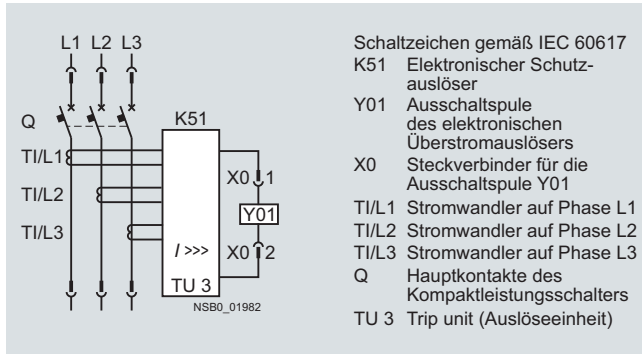 L1 L2 L3
Q
K51
TI/L1
TI/L2
TI/L3
X0 1
Y01
X0 2
I >>>
TU 3
NSB0_01982
Schaltzeichen gemäß IEC 60617
K51 Elektronischer Schutz-
auslöser
Y01 Ausschaltspule
des elektronischen
Überstromauslösers
X0 Steckverbinder für die
Ausschaltspule Y01
TI/L1 Stromwandler auf Phase L1
TI/L2 Stromwandler auf Phase L2
TI/L3 Stromwandler auf Phase L3
Q Hauptkontakte des
Kompaktleistungsschalters
TU 3 Trip unit (Auslöseeinheit)